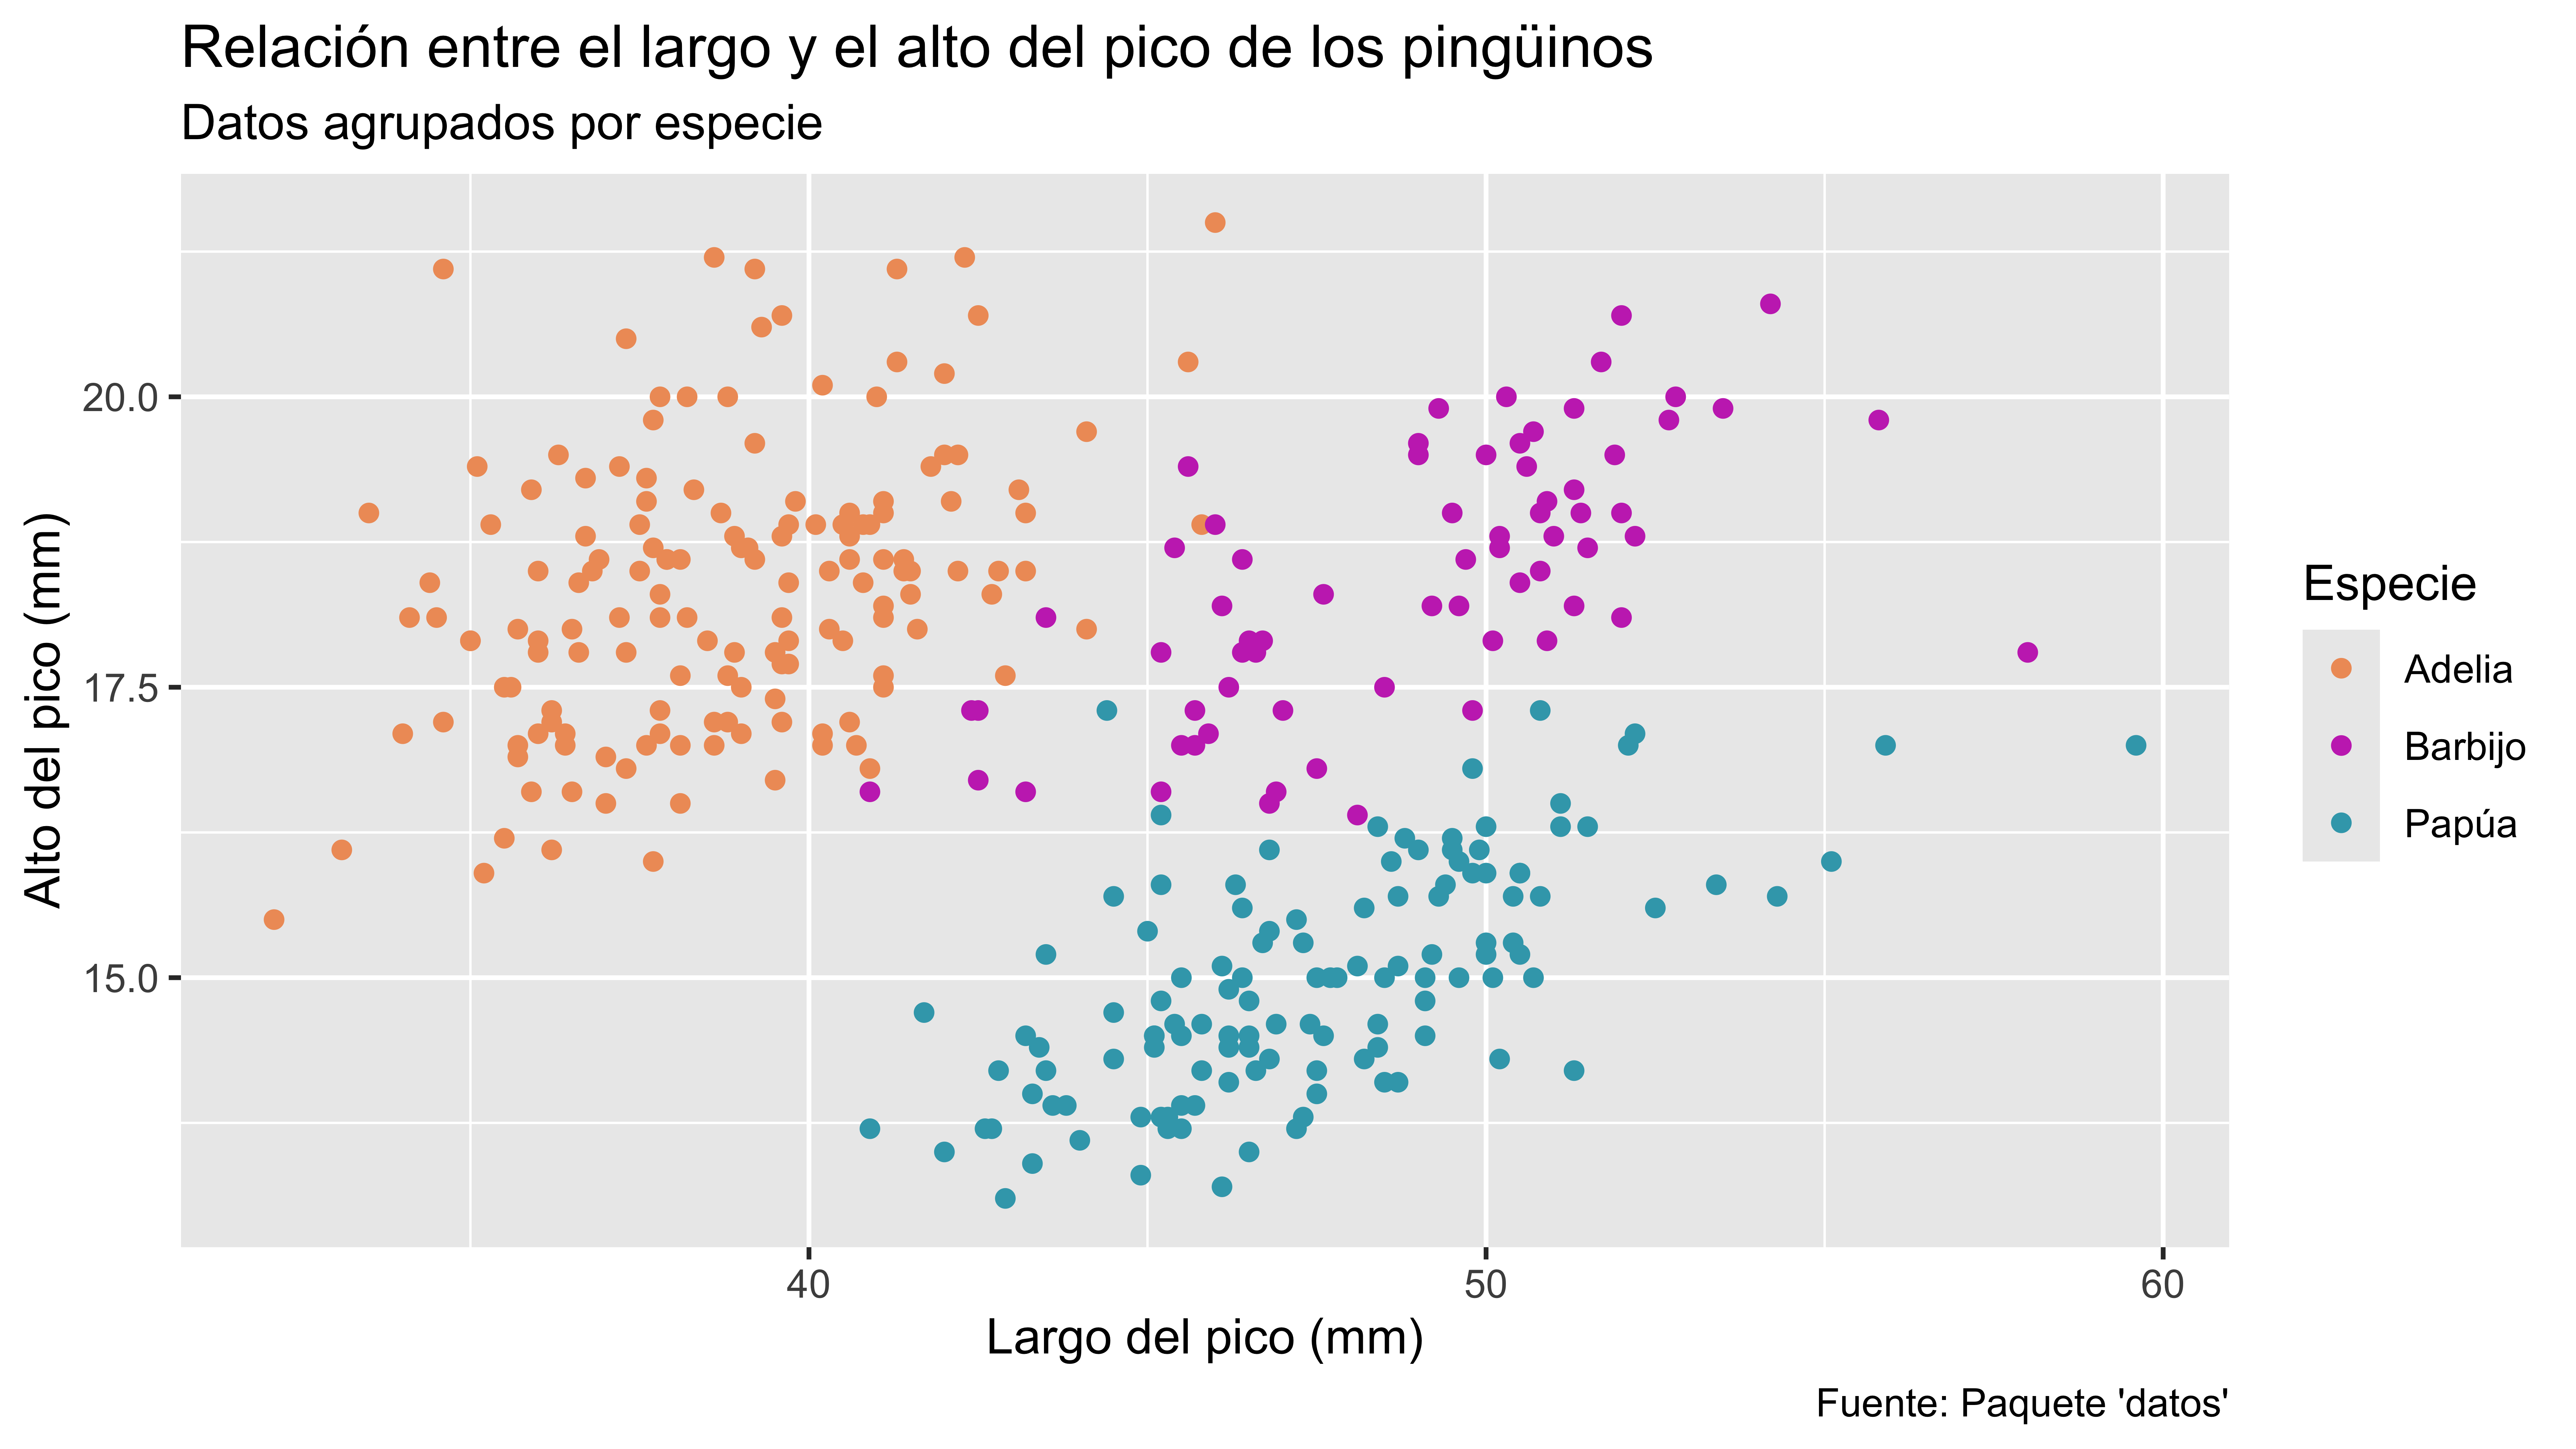 Relación entre el largo y el alto del pico de los pingüinos
Datos agrupados por especie
Alto del pico (mm)
20.0
17.5
15.0
40
50
60
Largo del pico (mm)
Especie
Adelia
Barbijo
Papúa
Fuente: Paquete 'datos'